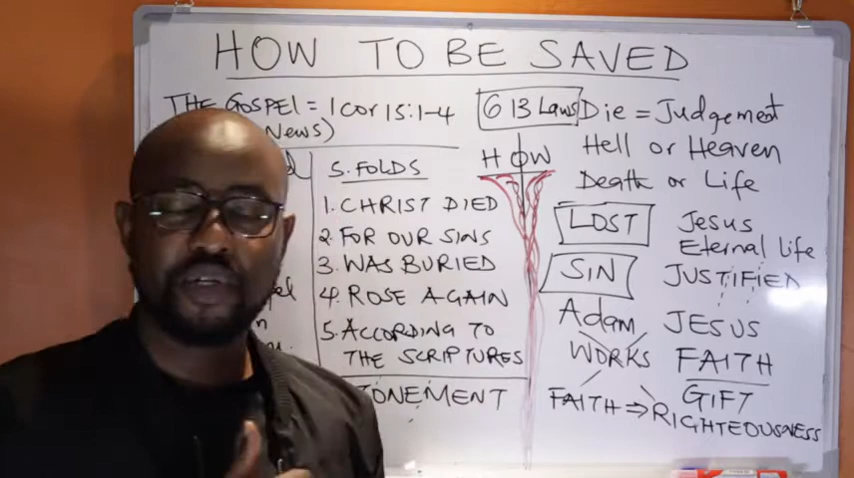 HOW TO BE SAVED
THE GOSPEL = 1 Cor 15:1-4
News)
5. FOLDS
1. CHRIST DIED
2. FOR OUR SINS
3. WAS BURIED
4. ROSE AGAIN
5. ACCORDING TO
THE SCRIPTURES
TONEMENT
613 Laws Die = Judgement
HOW Hell or Heaven
Death or Life
LOST Jesus
Eternal life
SIN JUSTIFIED
Adam JESUS
WORKS FAITH
GIFT
FAITH ⇒ RIGHTEOUSNESS